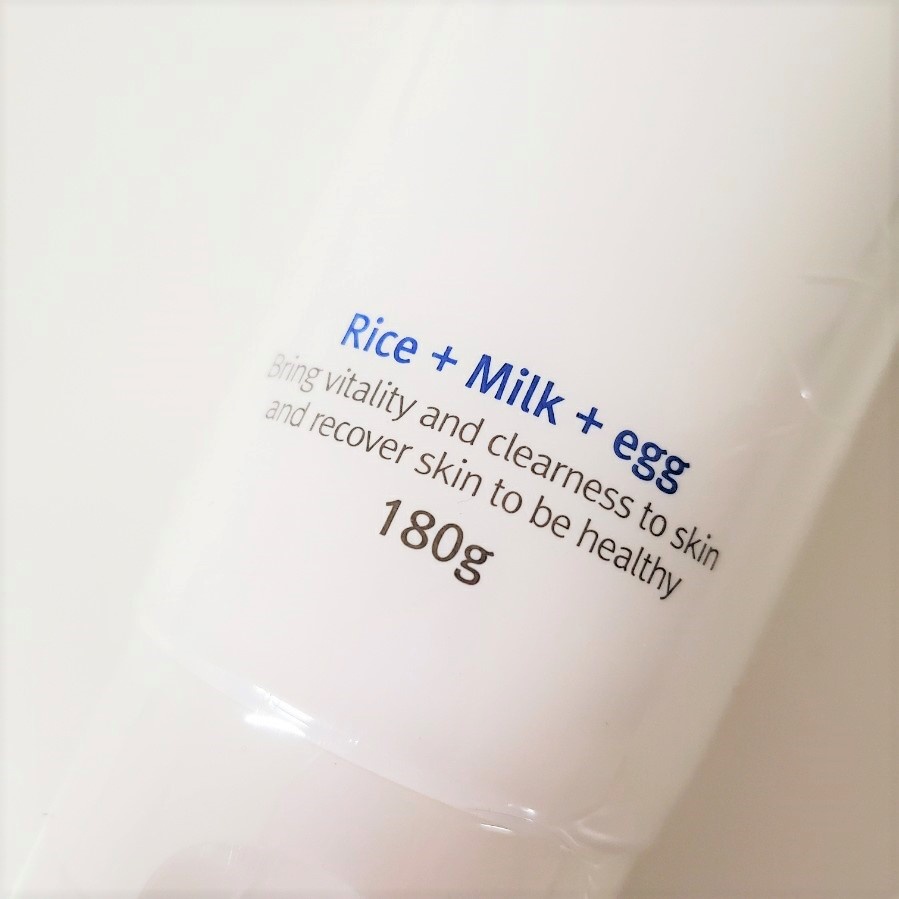 Rice + Milk + egg
Bring vitality and clearness to skin
and recover skin to be healthy
180g